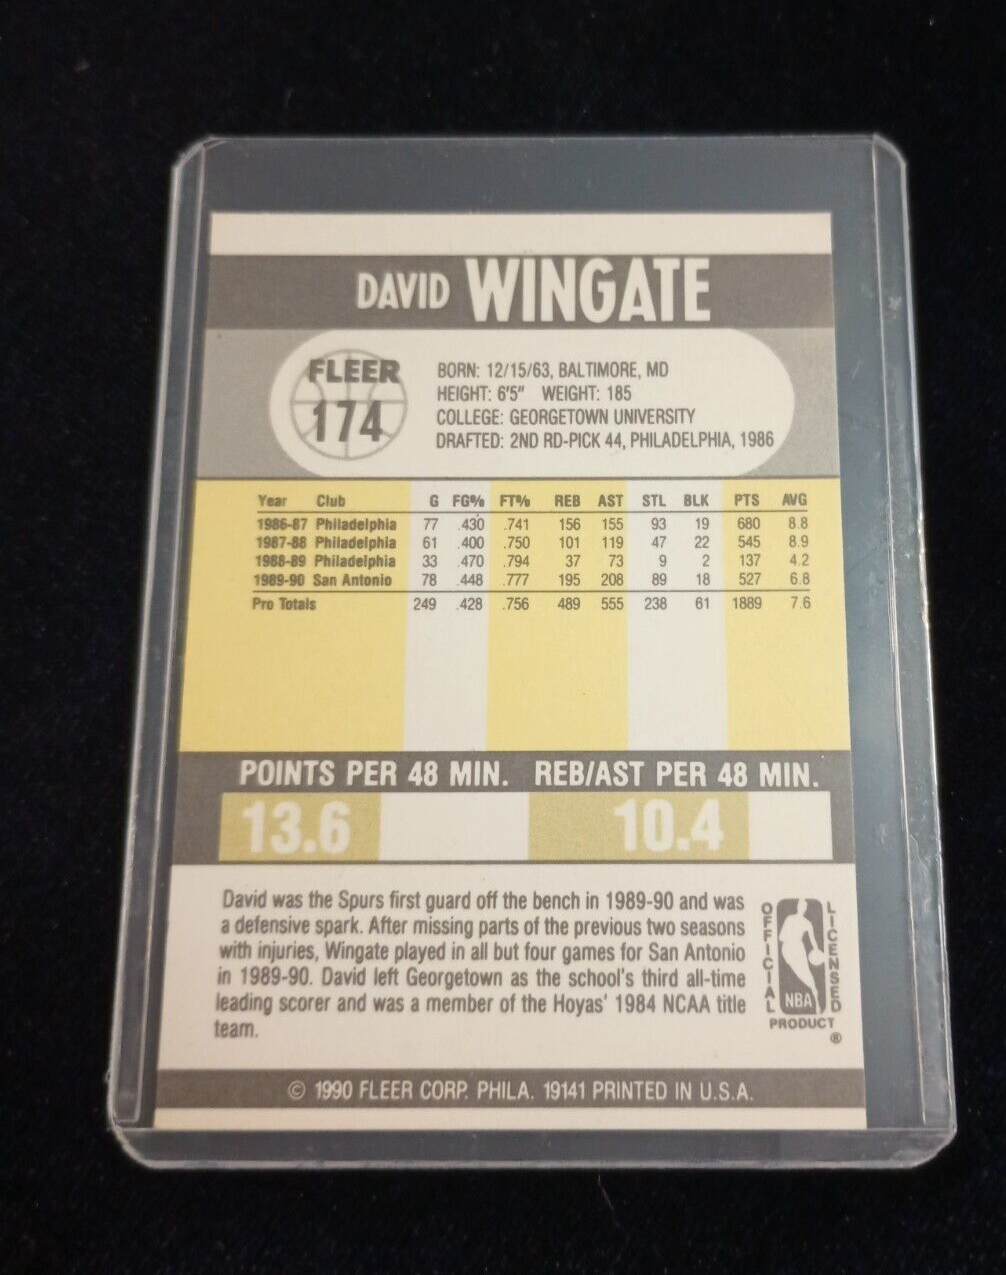 DAVID WINGATE
FLEER
174
BORN: 12/15/63, BALTIMORE, MD
HEIGHT: 6'5" WEIGHT: 185
COLLEGE: GEORGETOWN UNIVERSITY
DRAFTED: 2ND RD-PICK 44, PHILADELPHIA, 1986
Year Club G FG% FT% REB AST STL BLK PTS AVG
1986-87 Philadelphia 77 .430 .741 156 155 93 19 680 8.8
1987-88 Philadelphia 61 .400 .750 101 119 47 22 545 8.9
1988-89 Philadelphia 33 .470 .794 37 73 9 2 137 4.2
1989-90 San Antonio 78 .448 .777 195 208 89 18 527 6.8
Pro Totals 249 .428 .756 489 555 238 61 1889 7.6
POINTS PER 48 MIN. REB/AST PER 48 MIN.
13.6 10.4
David was the Spurs first guard off the bench in 1989-90 and was
a defensive spark. After missing parts of the previous two seasons
with injuries, Wingate played in all but four games for San Antonio
in 1989-90. David left Georgetown as the school's third all-time
leading scorer and was a member of the Hoyas' 1984 NCAA title
team.
OFFICIAL
LICENSED
NBA
PRODUCT
®
© 1990 FLEER CORP. PHILA. 19141 PRINTED IN U.S.A.